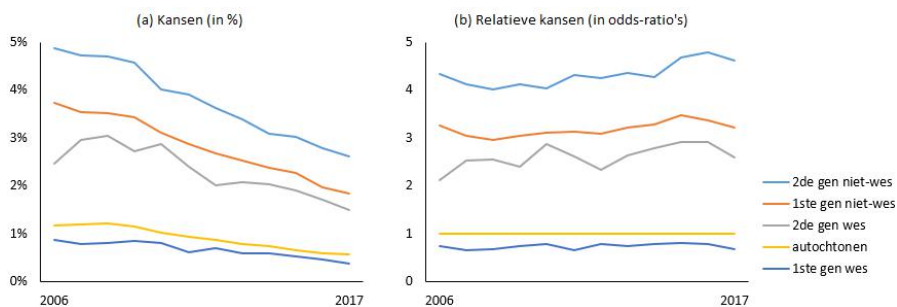 (a) Kansen (in %)
5%
4%
3%
2%
1%
0%
2006
2017
(b) Relatieve kansen (in odds-ratio's)
5
4
3
2
1
0
2006
2017
2de gen niet-wes
1ste gen niet-wes
2de gen wes
autochtonen
1ste gen wes